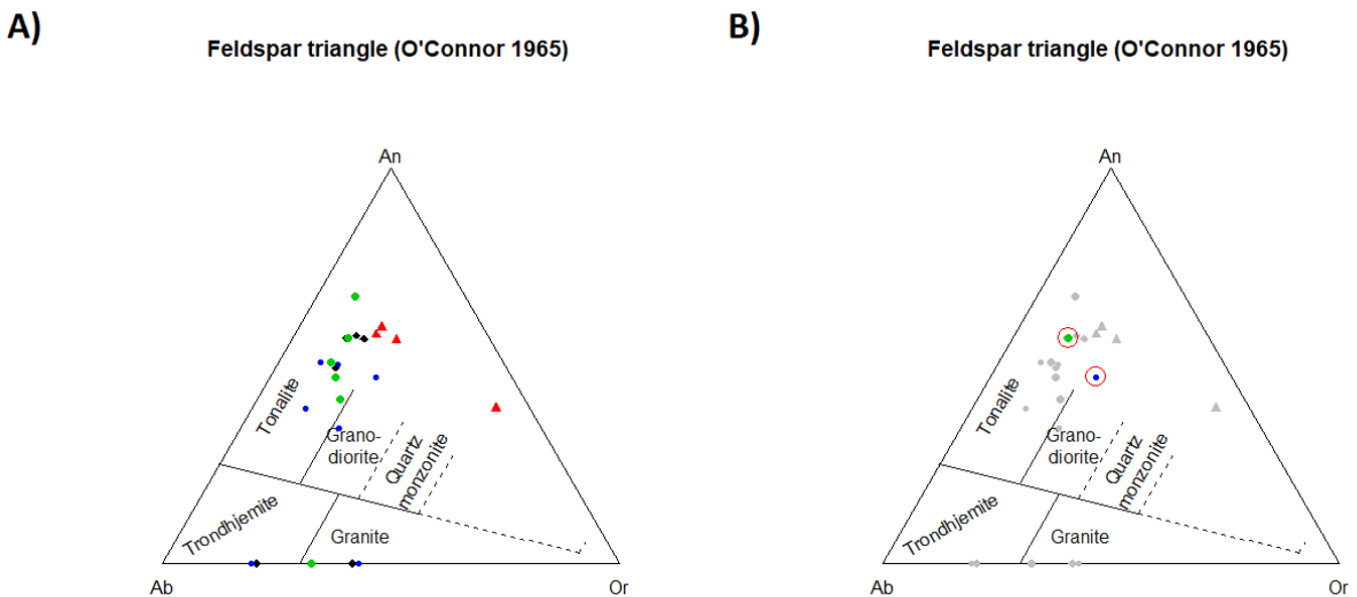 A)
Feldspar triangle (O'Connor 1965)
An
Tonalite
Grano-
diorite
Quartz
monzonite
Trondhjemite
Granite
Ab
Or
B)
Feldspar triangle (O'Connor 1965)
An
Tonalite
Grano-
diorite
Quartz
monzonite
Trondhjemite
Granite
Ab
Or